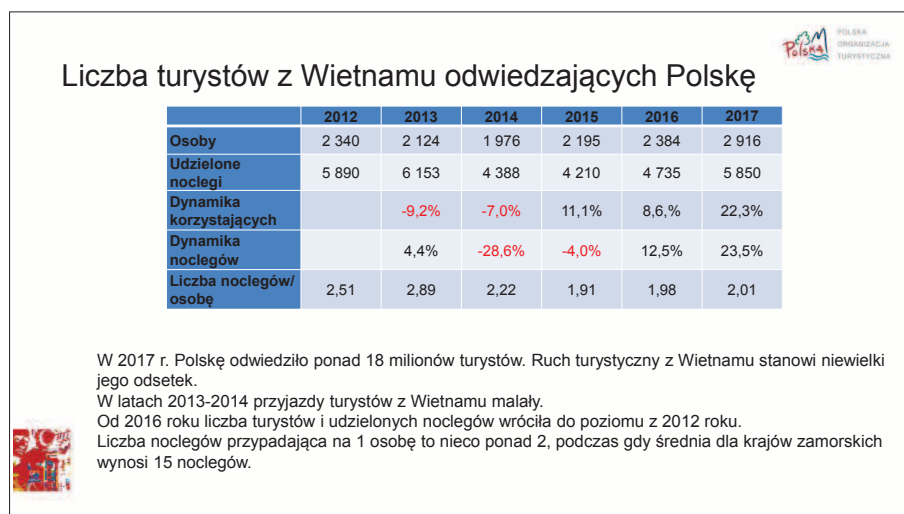 Polska
POLSKA
ORGANIZACJA
TURYSTYCZNA
Liczba turystów z Wietnamu odwiedzających Polskę
2012 2013 2014 2015 2016 2017
Osoby 2 340 2 124 1 976 2 195 2 384 2 916
Udzielone noclegi 5 890 6 153 4 388 4 210 4 735 5 850
Dynamika korzystających -9,2% -7,0% 11,1% 8,6,% 22,3%
Dynamika noclegów 4,4% -28,6% -4,0% 12,5% 23,5%
Liczba noclegów/ osobę 2,51 2,89 2,22 1,91 1,98 2,01
W 2017 r. Polskę odwiedziło ponad 18 milionów turystów. Ruch turystyczny z Wietnamu stanowi niewielki
jego odsetek.
W latach 2013-2014 przyjazdy turystów z Wietnamu malały.
Od 2016 roku liczba turystów i udzielonych noclegów wróciła do poziomu z 2012 roku.
Liczba noclegów przypadająca na 1 osobę to nieco ponad 2, podczas gdy średnia dla krajów zamorskich
wynosi 15 noclegów.